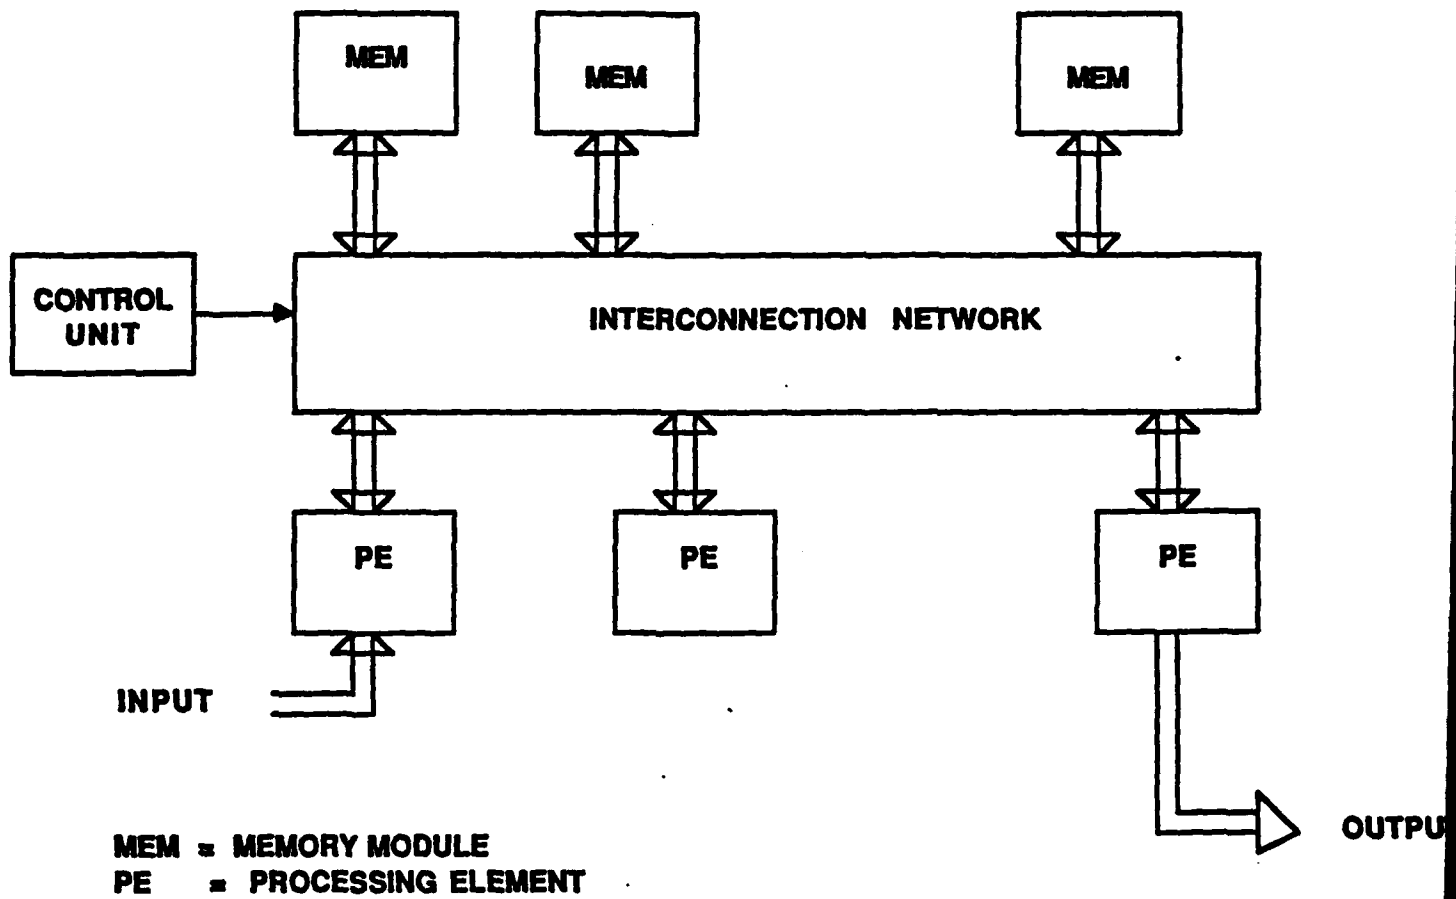 MEM
MEM
MEM
CONTROL
UNIT
INTERCONNECTION NETWORK
PE
PE
PE
INPUT
OUTPU
MEM = MEMORY MODULE
PE = PROCESSING ELEMENT